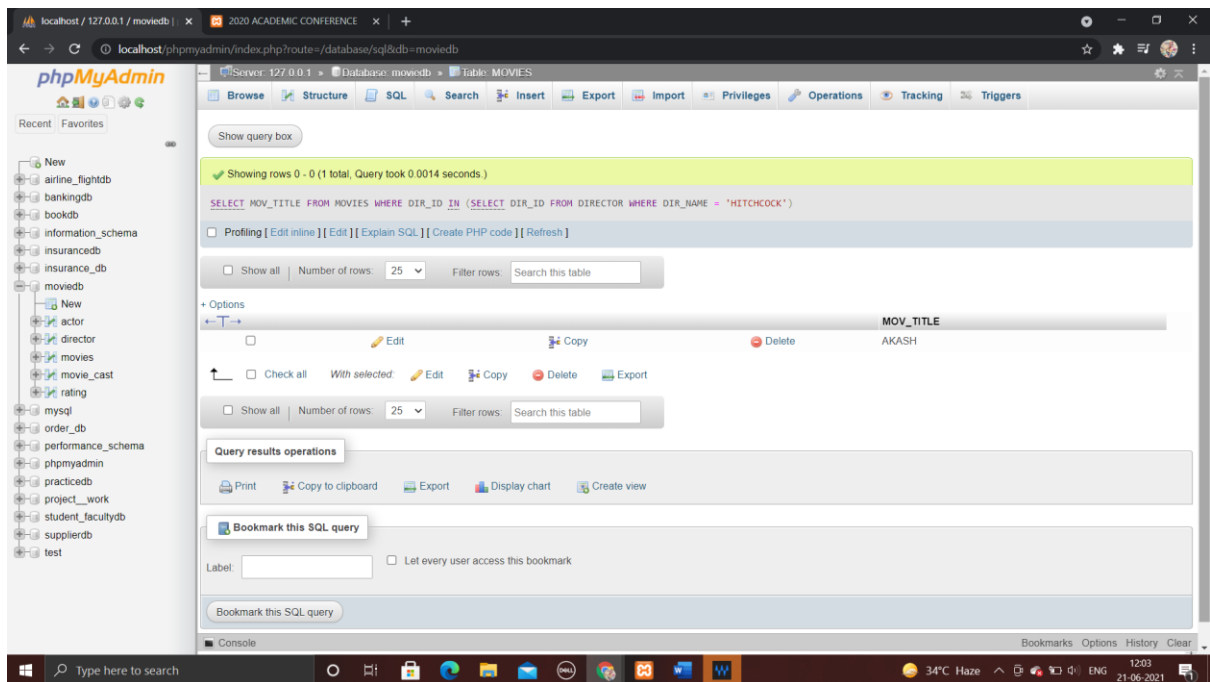 localhost / 127.0.0.1 / moviedb |
2020 ACADEMIC CONFERENCE
localhost/phpmyadmin/index.php?route=/database/sql&db=moviedb
phpMyAdmin
Recent Favorites
New
airline_flightdb
bankingdb
bookdb
information_schema
insurancedb
insurance_db
moviedb
New
actor
director
movies
movie_cast
rating
mysql
order_db
performance_schema
phpmyadmin
practicedb
project__work
student_facultydb
supplierdb
test
Server: 127.0.0.1 » Database: moviedb » Table: MOVIES
Browse Structure SQL Search Insert Export Import Privileges Operations Tracking Triggers
Show query box
Showing rows 0 - 0 (1 total, Query took 0.0014 seconds.)
SELECT MOV_TITLE FROM MOVIES WHERE DIR_ID IN (SELECT DIR_ID FROM DIRECTOR WHERE DIR_NAME = 'HITCHCOCK')
Profiling [ Edit inline ] [ Edit ] [ Explain SQL ] [ Create PHP code ] [ Refresh ]
Show all | Number of rows: 25 Filter rows: Search this table
+ Options
←T→ MOV_TITLE
Edit Copy Delete AKASH
Check all With selected: Edit Copy Delete Export
Show all | Number of rows: 25 Filter rows: Search this table
Query results operations
Print Copy to clipboard Export Display chart Create view
Bookmark this SQL query
Label: Let every user access this bookmark
Bookmark this SQL query
Console Bookmarks Options History Clear
Type here to search DELL W 34°C Haze ENG 12:03
21-06-2021